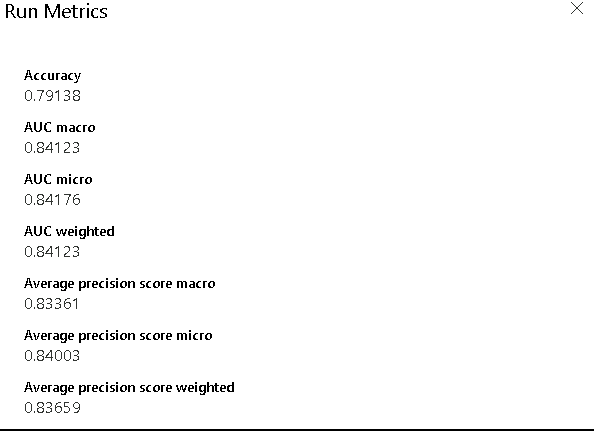 Run Metrics
Accuracy
0.79138
AUC macro
0.84123
AUC micro
0.84176
AUC weighted
0.84123
Average precision score macro
0.83361
Average precision score micro
0.84003
Average precision score weighted
0.83659